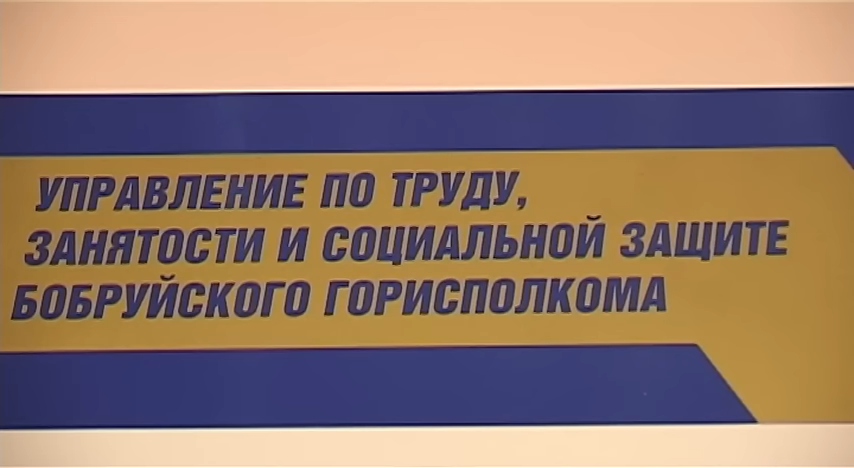 УПРАВЛЕНИЕ ПО ТРУДУ,
ЗАНЯТОСТИ И СОЦИАЛЬНОЙ ЗАЩИТЕ
БОБРУЙСКОГО ГОРИСПОЛКОМА